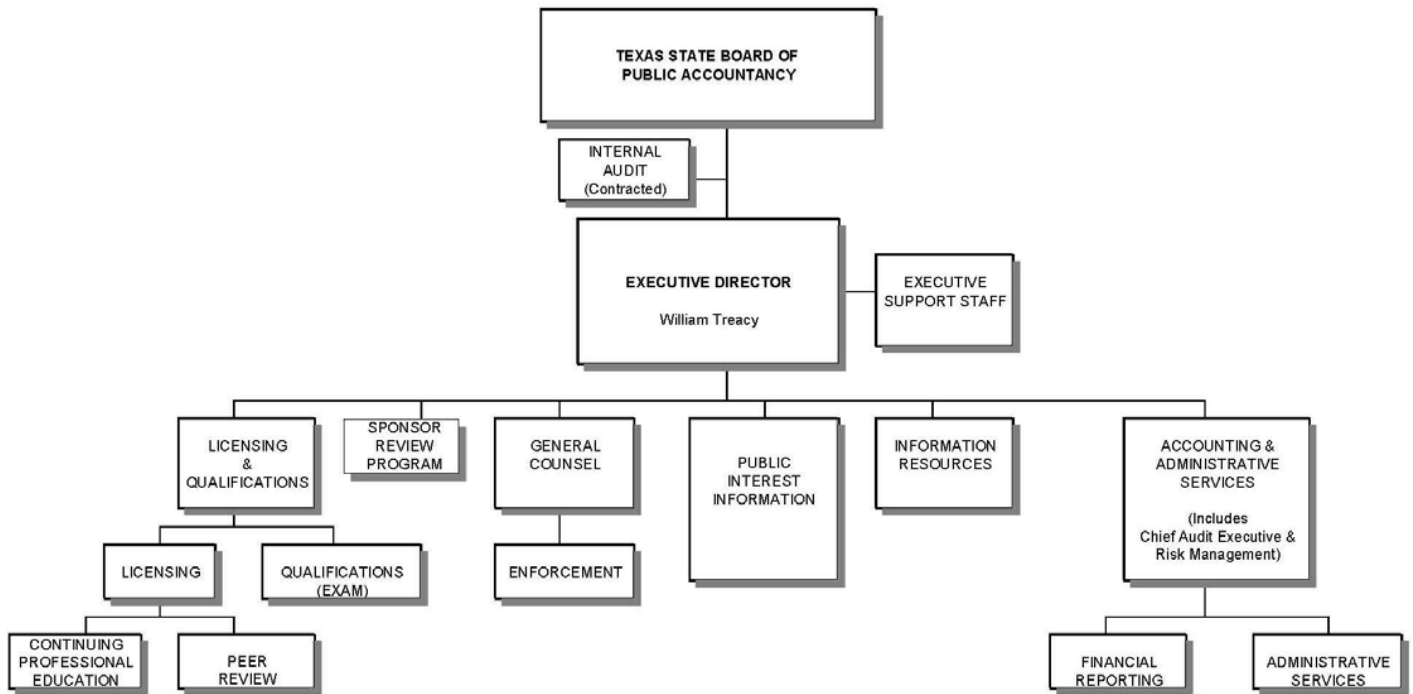 TEXAS STATE BOARD OF
PUBLIC ACCOUNTANCY
INTERNAL
AUDIT
(Contracted)
EXECUTIVE DIRECTOR
William Treacy
EXECUTIVE
SUPPORT STAFF
LICENSING
&
QUALIFICATIONS
SPONSOR
REVIEW
PROGRAM
GENERAL
COUNSEL
PUBLIC
INTEREST
INFORMATION
INFORMATION
RESOURCES
ACCOUNTING &
ADMINISTRATIVE
SERVICES
(Includes
Chief Audit Executive &
Risk Management)
LICENSING
QUALIFICATIONS
(EXAM)
ENFORCEMENT
CONTINUING
PROFESSIONAL
EDUCATION
PEER
REVIEW
FINANCIAL
REPORTING
ADMINISTRATIVE
SERVICES